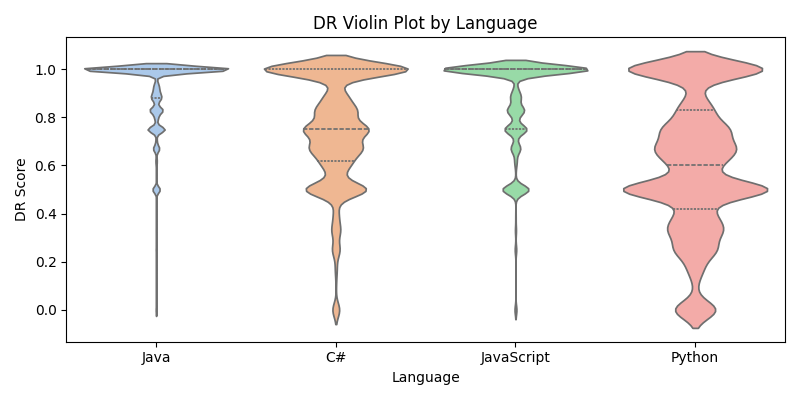 DR Violin Plot by Language
DR Score
1.0
0.8
0.6
0.4
0.2
0.0
Java
C#
JavaScript
Python
Language